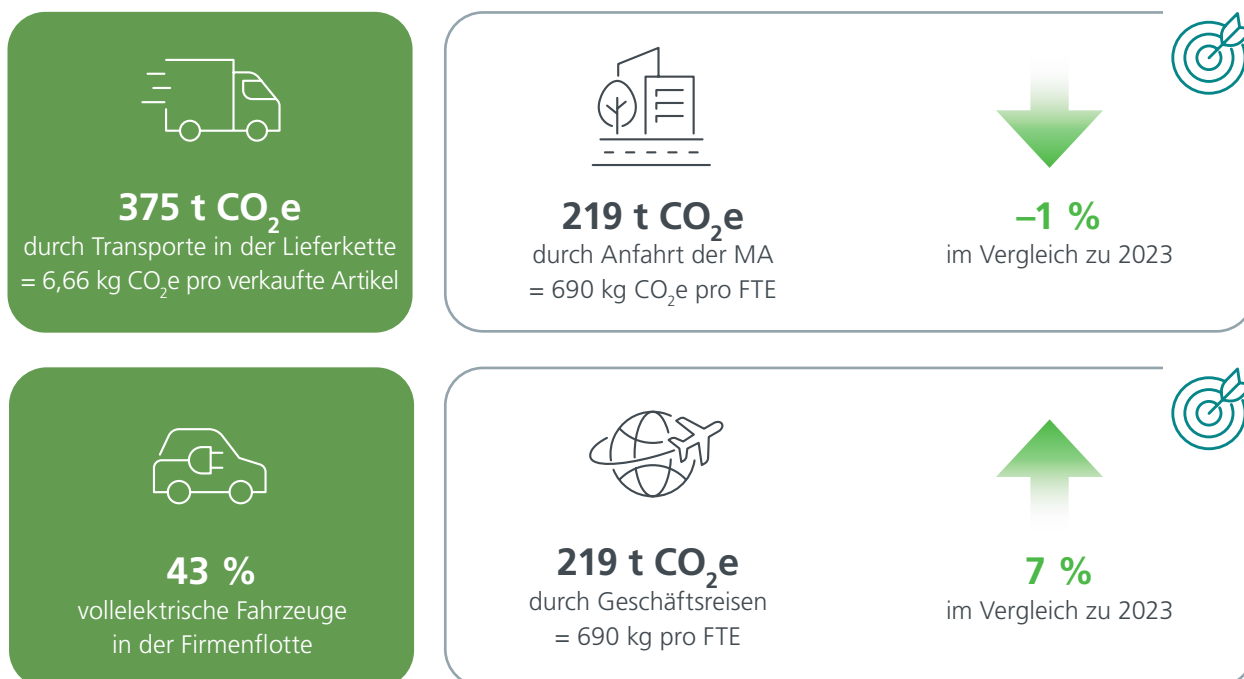 375 t CO₂e
durch Transporte in der Lieferkette
= 6,66 kg CO₂e pro verkaufte Artikel
219 t CO₂e
durch Anfahrt der MA
= 690 kg CO₂e pro FTE
–1 %
im Vergleich zu 2023
43 %
vollelektrische Fahrzeuge
in der Firmenflotte
219 t CO₂e
durch Geschäftsreisen
= 690 kg pro FTE
7 %
im Vergleich zu 2023